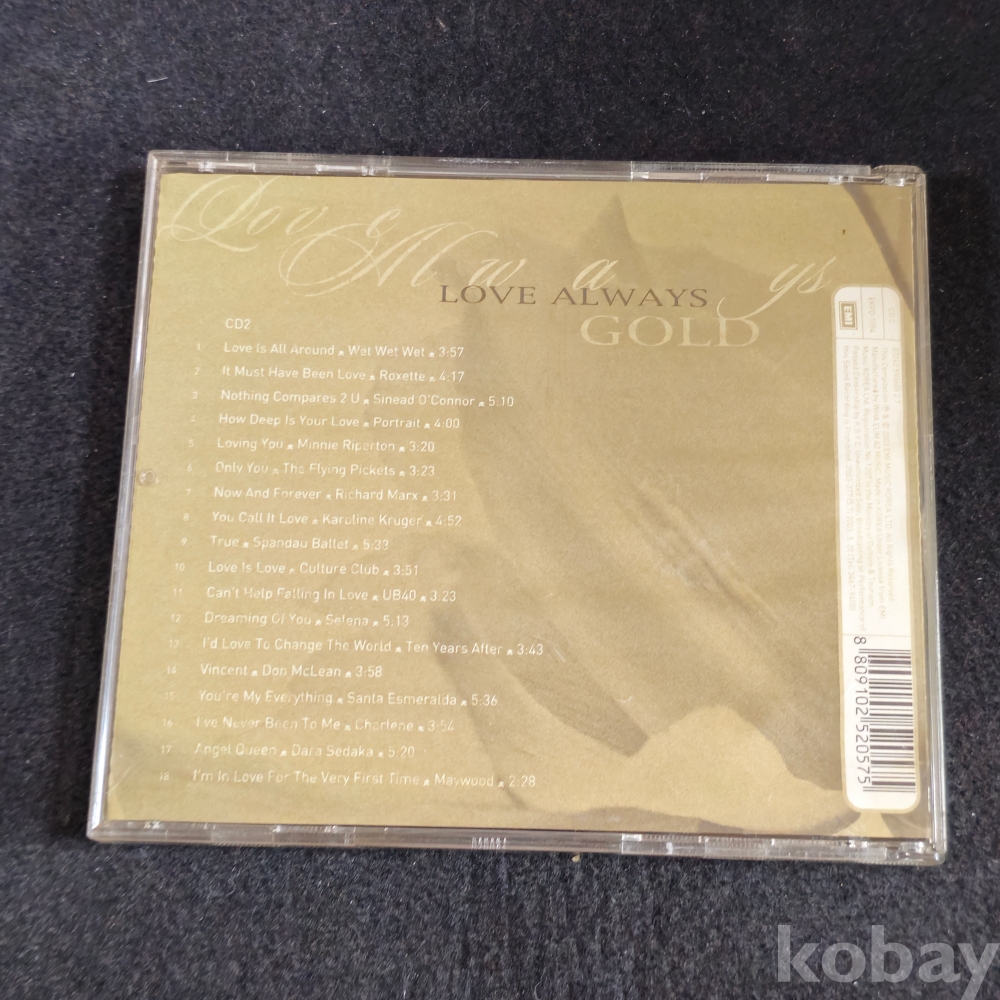 Love Always
LOVE ALWAYS
GOLD
CD2
1 Love Is All Around Wet Wet Wet 3:57
2 It Must Have Been Love Roxette 4:17
3 Nothing Compares 2 U Sinead O'Connor 5:10
4 How Deep Is Your Love Portrait 4:00
5 Loving You Minnie Riperton 3:20
6 Only You The Flying Pickets 3:23
7 Now And Forever Richard Marx 3:31
8 You Call It Love Karoline Kruger 4:52
9 True Spandau Ballet 5:33
10 Love Is Love Culture Club 3:51
11 Can't Help Falling In Love UB40 3:23
12 Dreaming Of You Selena 5:13
13 I'd Love To Change The World Ten Years After 3:43
14 Vincent Don McLean 3:58
15 You're My Everything Santa Esmeralda 5:36
16 I've Never Been To Me Charlene 3:54
17 Angel Queen Dara Sedaka 5:20
18 I'm In Love For The Very First Time Maywood 2:28
EMI
8 809102 520575
kobay